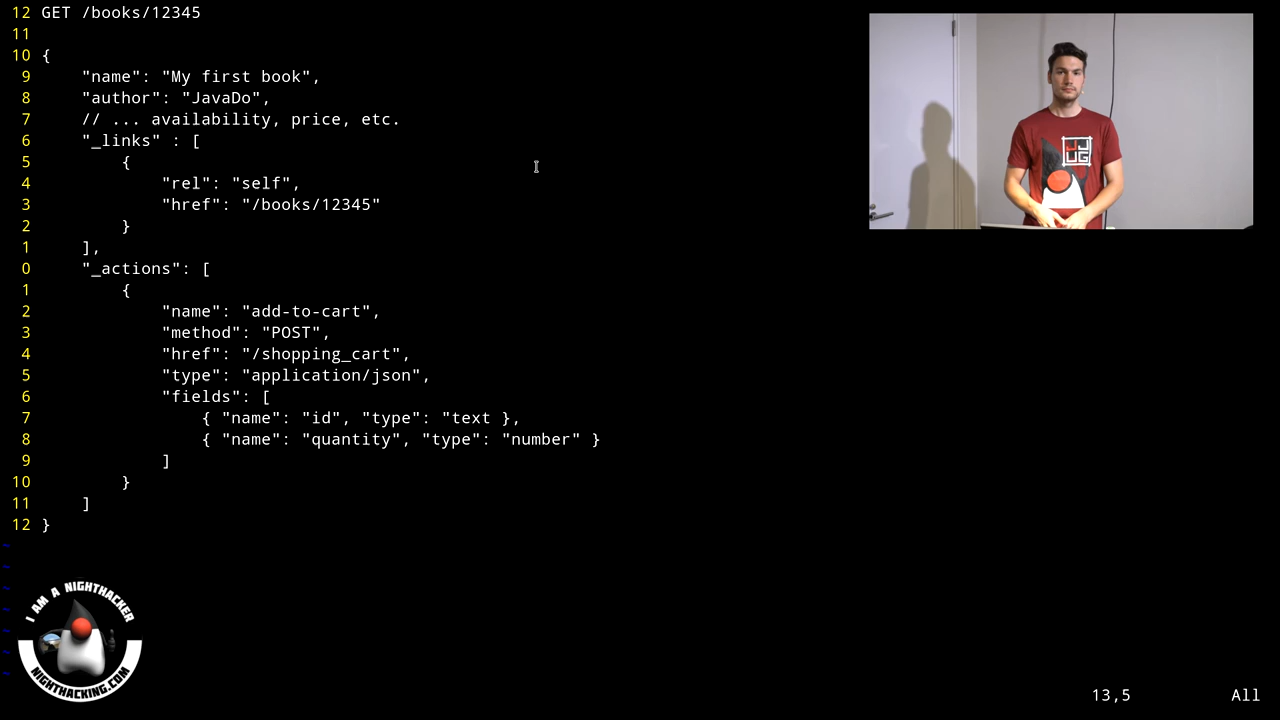 12 GET /books/12345
11
10 {
9     "name": "My first book",
8     "author": "JavaDo",
7     // ... availability, price, etc.
6     "_links" : [
5         {
4             "rel": "self",
3             "href": "/books/12345"
2         }
1     ],
0     "_actions": [
1         {
2             "name": "add-to-cart",
3             "method": "POST",
4             "href": "/shopping_cart",
5             "type": "application/json",
6             "fields": [
7                 { "name": "id", "type": "text },
8                 { "name": "quantity", "type": "number" }
9             ]
10         }
11     ]
12 }
~
~
~
~
~
~
~
I AM A NIGHTHACKER
NIGHTHACKING.COM
13,5 All
JJ
UG